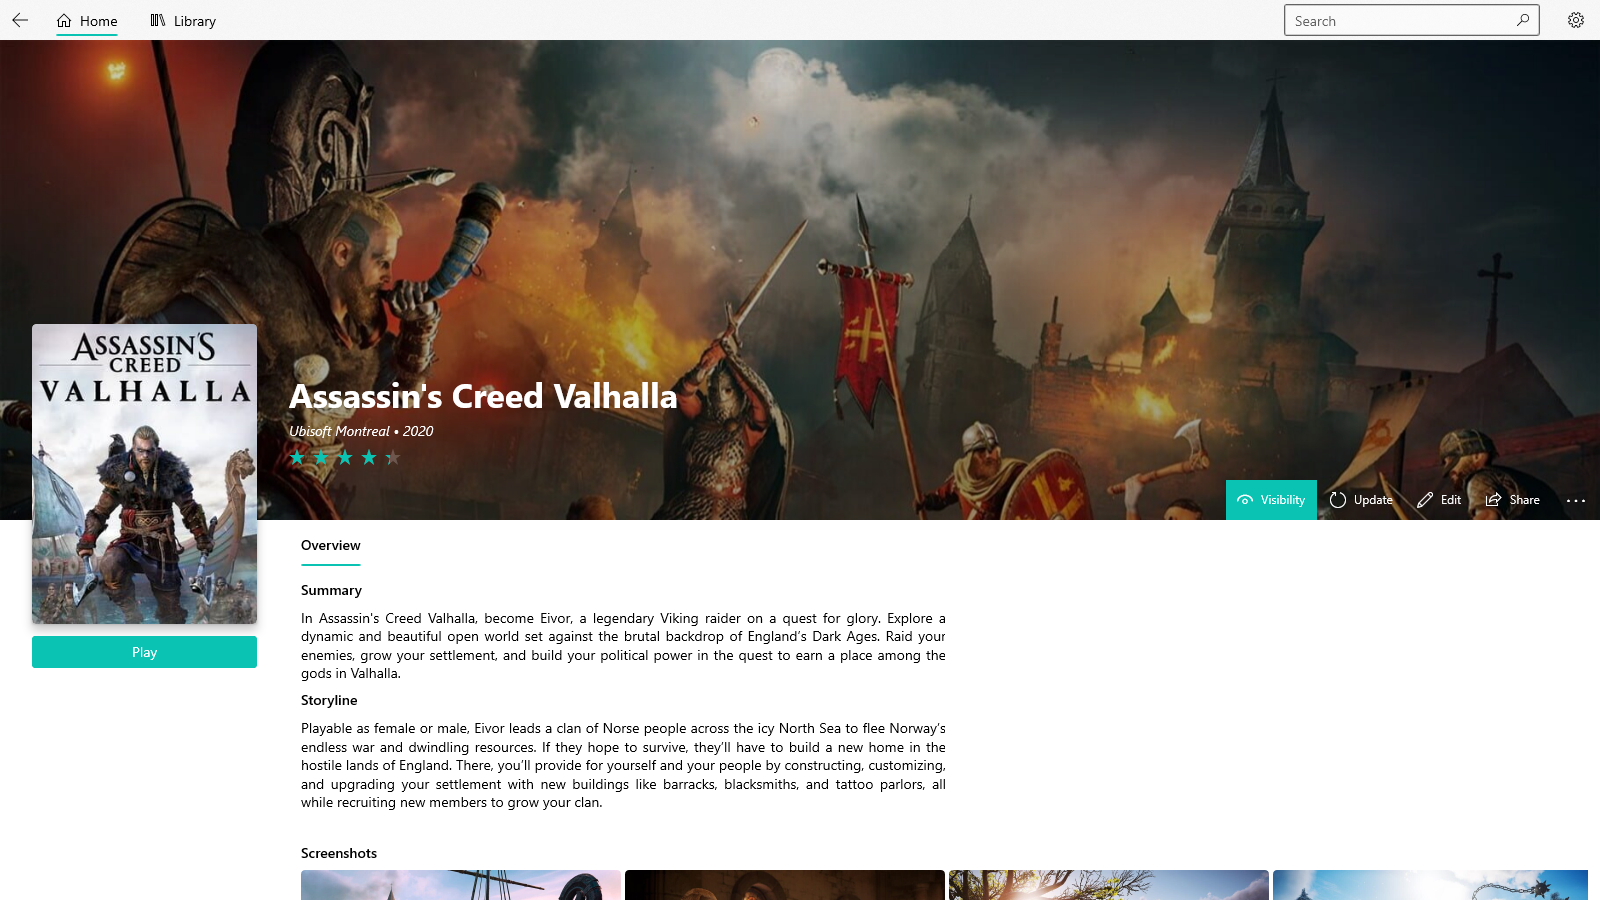 Home
Library
Search
ASSASSIN'S
CREED
VALHALLA
Assassin's Creed Valhalla
Ubisoft Montreal • 2020
Visibility
Update
Edit
Share
Overview
Play
Summary
In Assassin's Creed Valhalla, become Eivor, a legendary Viking raider on a quest for glory. Explore a
dynamic and beautiful open world set against the brutal backdrop of England’s Dark Ages. Raid your
enemies, grow your settlement, and build your political power in the quest to earn a place among the
gods in Valhalla.
Storyline
Playable as female or male, Eivor leads a clan of Norse people across the icy North Sea to flee Norway’s
endless war and dwindling resources. If they hope to survive, they’ll have to build a new home in the
hostile lands of England. There, you’ll provide for yourself and your people by constructing, customizing,
and upgrading your settlement with new buildings like barracks, blacksmiths, and tattoo parlors, all
while recruiting new members to grow your clan.
Screenshots